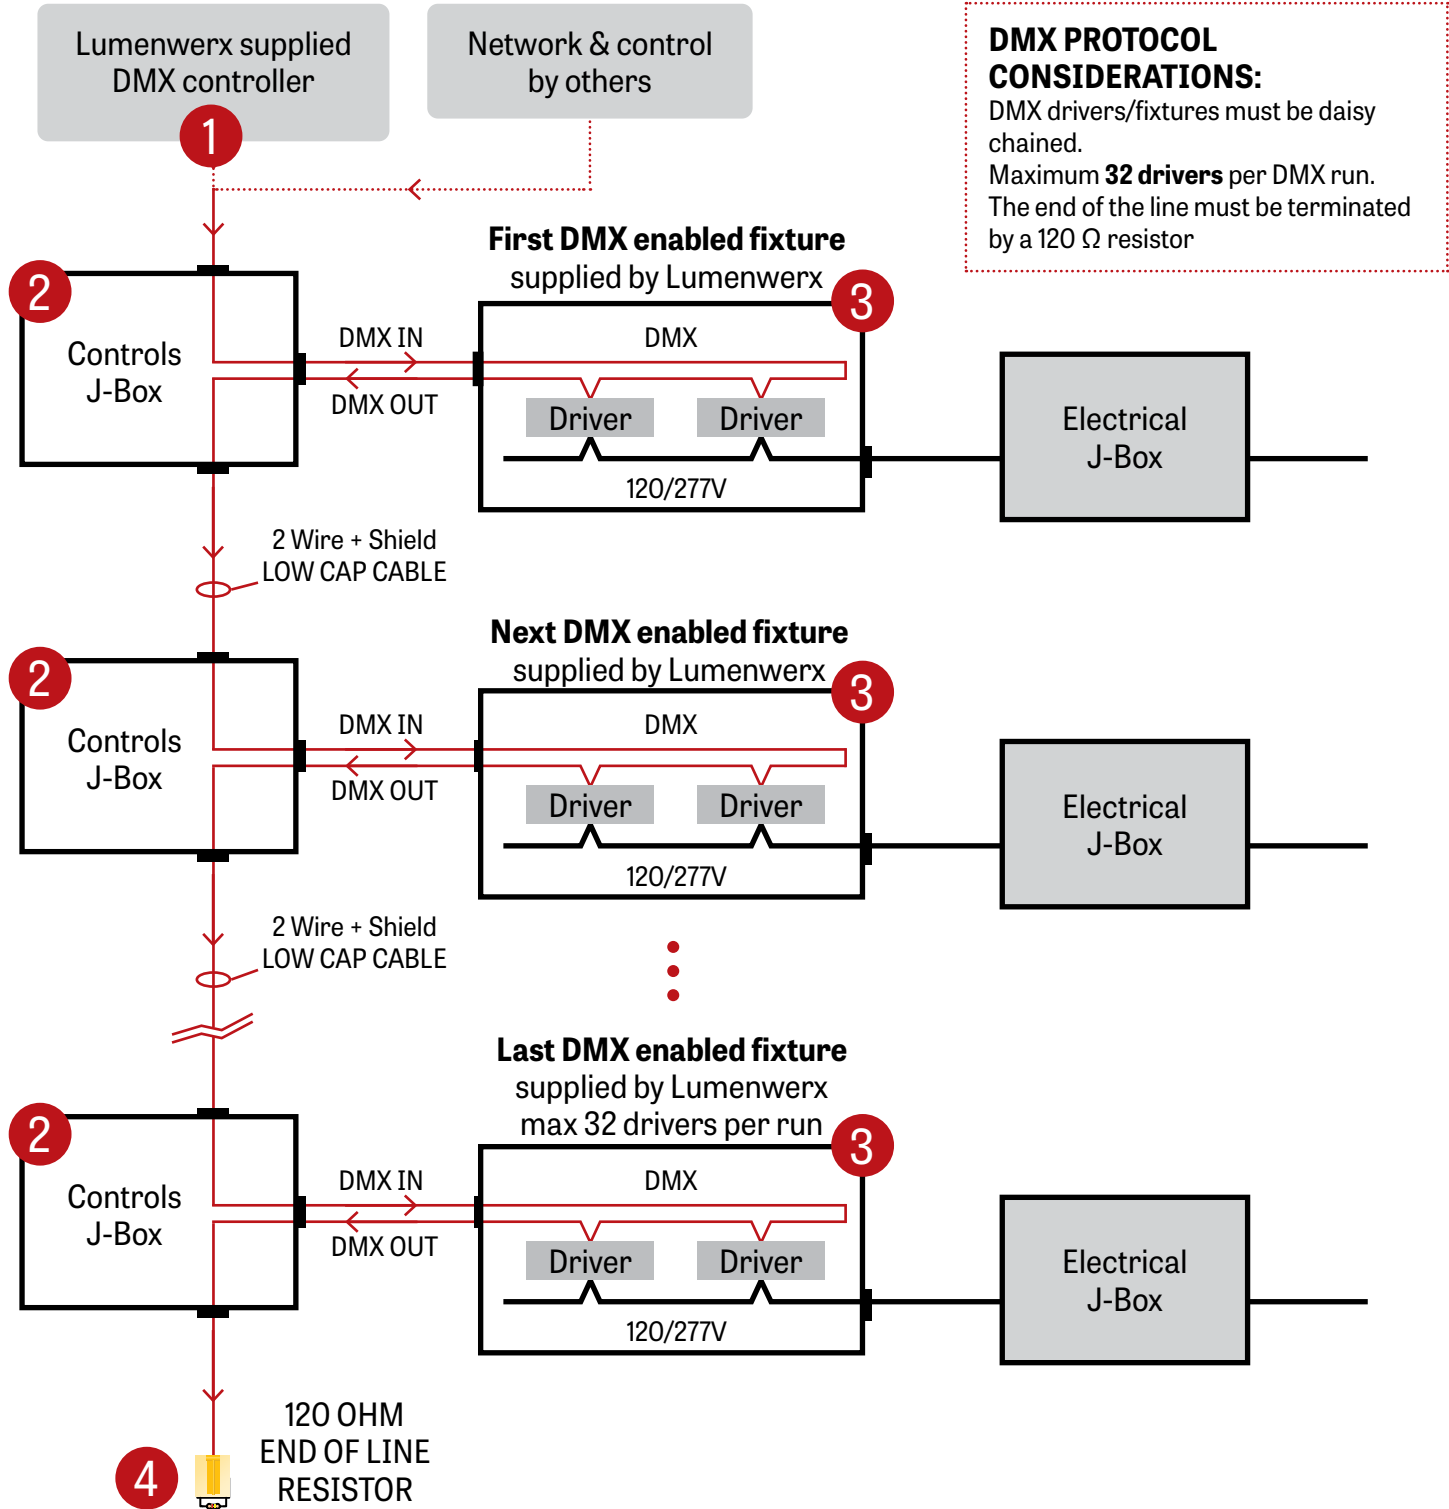 Lumenwerx supplied
DMX controller
Network & control
by others
DMX PROTOCOL
CONSIDERATIONS:
DMX drivers/fixtures must be daisy
chained.
Maximum 32 drivers per DMX run.
The end of the line must be terminated
by a 120 Ω resistor
1
First DMX enabled fixture
supplied by Lumenwerx
2
3
Controls
J-Box
DMX IN
DMX OUT
DMX
Driver
Driver
120/277V
Electrical
J-Box
2 Wire + Shield
LOW CAP CABLE
Next DMX enabled fixture
supplied by Lumenwerx
2
3
Controls
J-Box
DMX IN
DMX OUT
DMX
Driver
Driver
120/277V
Electrical
J-Box
2 Wire + Shield
LOW CAP CABLE
Last DMX enabled fixture
supplied by Lumenwerx
max 32 drivers per run
2
3
Controls
J-Box
DMX IN
DMX OUT
DMX
Driver
Driver
120/277V
Electrical
J-Box
4
120 OHM
END OF LINE
RESISTOR